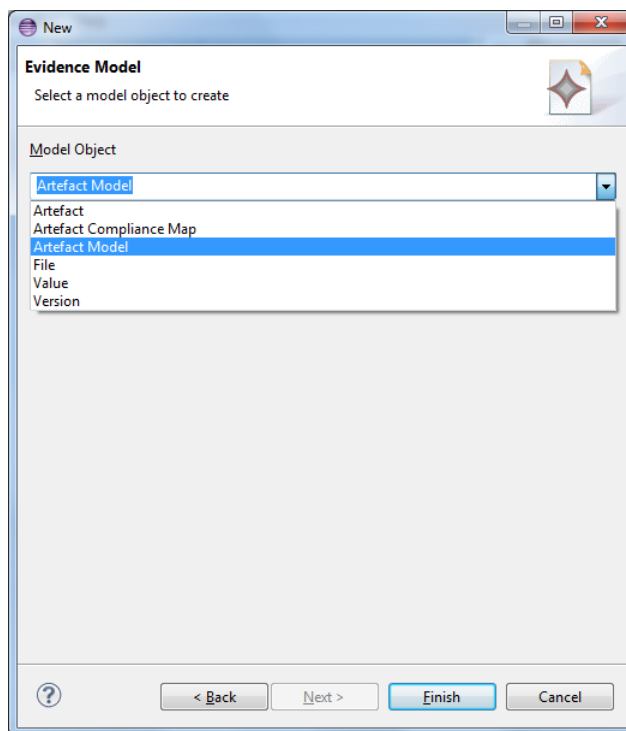 New
Evidence Model
Select a model object to create
Model Object
Artefact Model
Artefact
Artefact Compliance Map
Artefact Model
File
Value
Version
?
< Back
Next >
Finish
Cancel